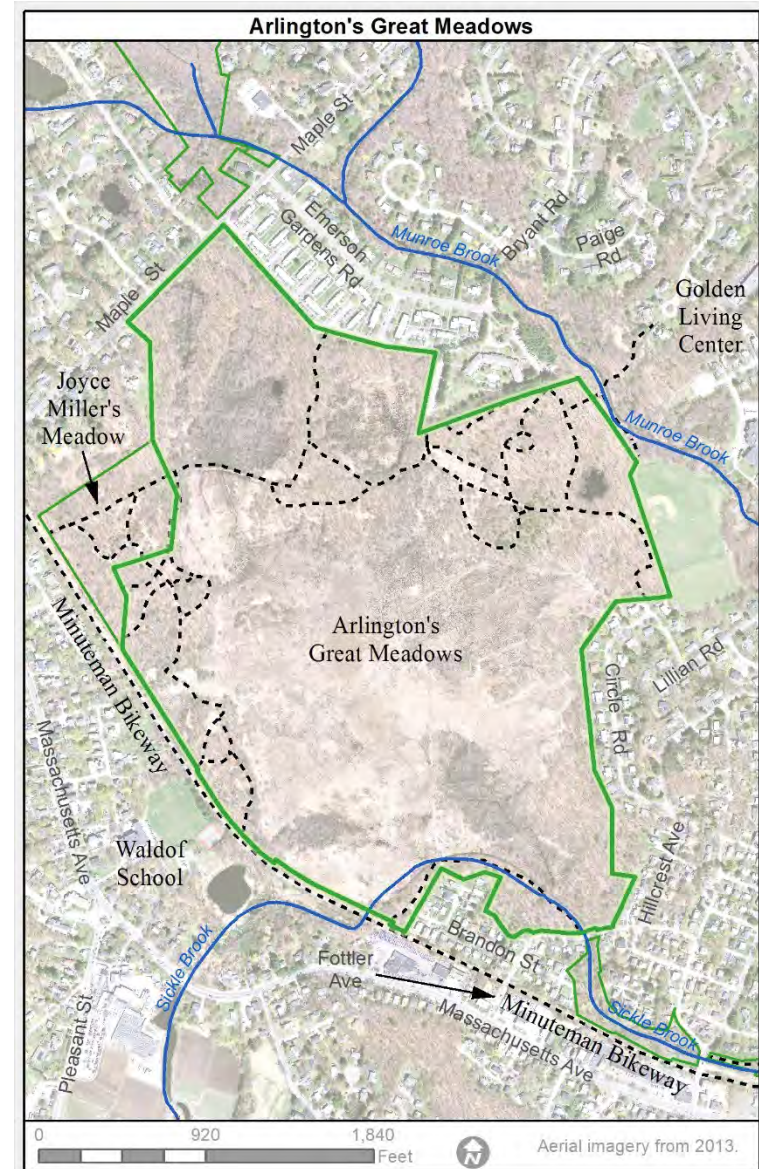 Arlington's Great Meadows
Maple St
Emerson
Gardens Rd
Munroe Brook
Bryant Rd
Paige
Rd
Golden
Living
Center
Maple St
Joyce
Miller's
Meadow
Munroe Brook
Arlington's
Great Meadows
Minuteman Bikeway
Circle Rd
Lillian Rd
Massachusetts Ave
Waldof
School
Hillcrest Ave
Brandon St
Sickle Brook
Fottler
Ave
Minuteman Bikeway
Sickle Brook
Massachusetts Ave
Pleasant St
0 920 1,840
Feet
N
Aerial imagery from 2013.